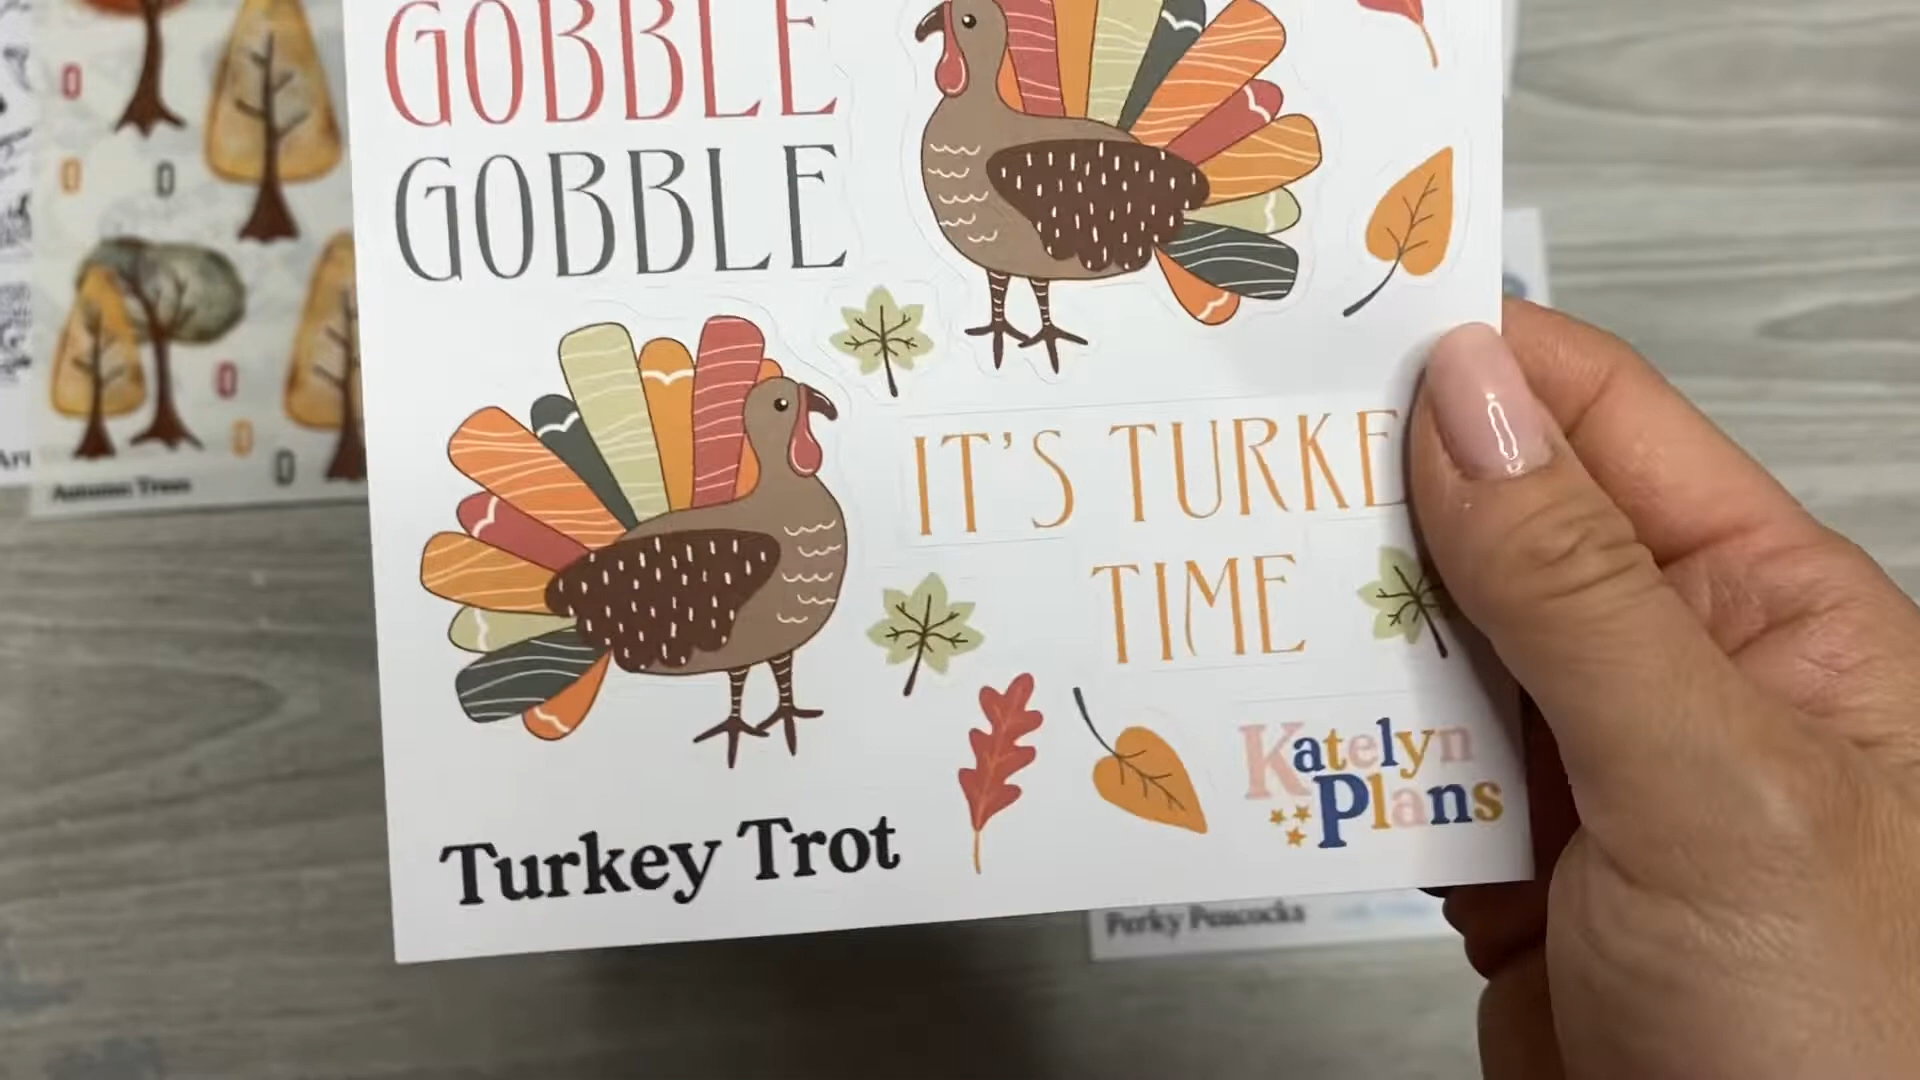 GOBBLE
GOBBLE
IT'S TURKE
TIME
Katelyn
Plans
Turkey Trot
Autumn Trees
Perky Peacocks